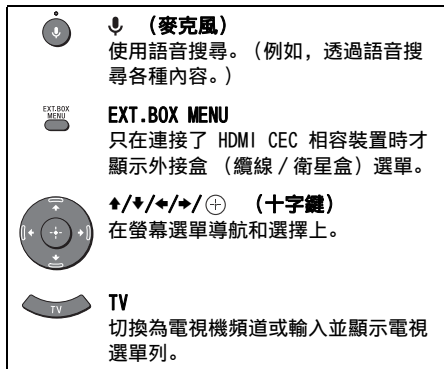 （麥克風）
使用語音搜尋。（例如，透過語音搜
尋各種內容。）
EXT.BOX
MENU
EXT.BOX MENU
只在連接了 HDMI CEC 相容裝置時才
顯示外接盒 （纜線／衛星盒）選單。
↑/↓/←/→/⊕ （十字鍵）
在螢幕選單導航和選擇上。
TV
TV
切換為電視機頻道或輸入並顯示電視
選單列。